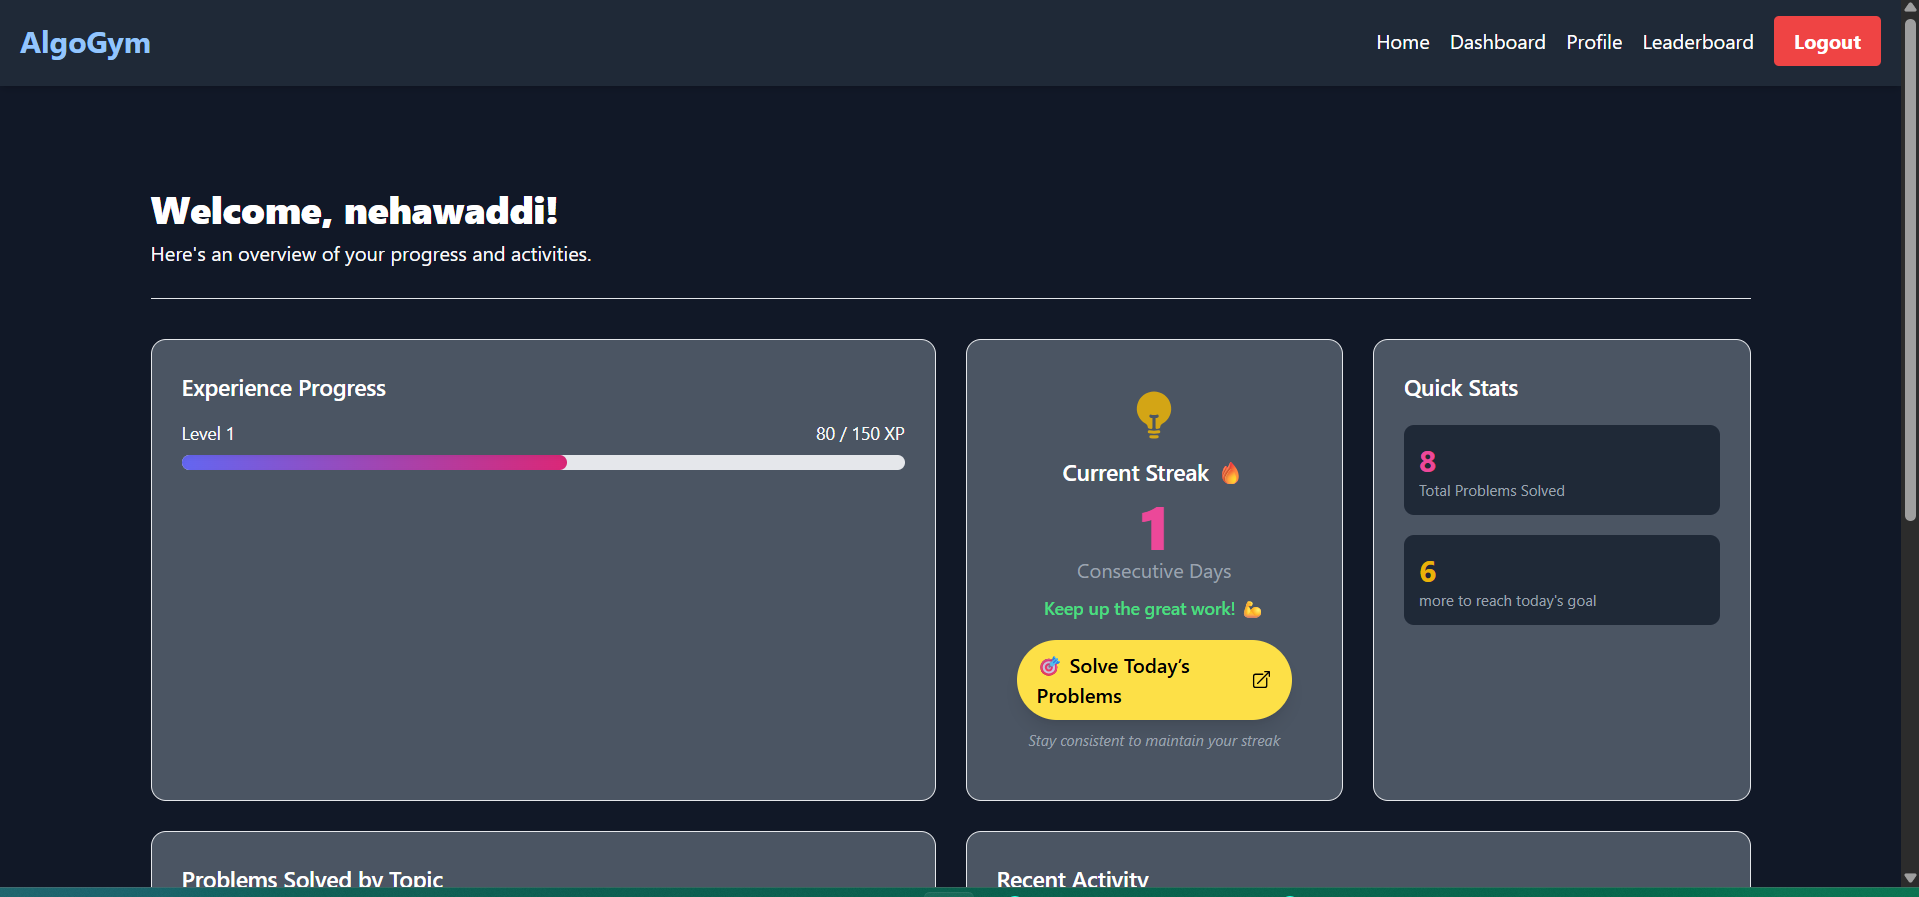 AlgoGym
Home Dashboard Profile Leaderboard Logout
Welcome, nehawaddi!
Here's an overview of your progress and activities.
Experience Progress
Level 1 80 / 150 XP
Current Streak 🔥
1
Consecutive Days
Keep up the great work! 💪
🎯 Solve Today’s
Problems
Stay consistent to maintain your streak
Quick Stats
8
Total Problems Solved
6
more to reach today's goal
Problems Solved by Topic
Recent Activity